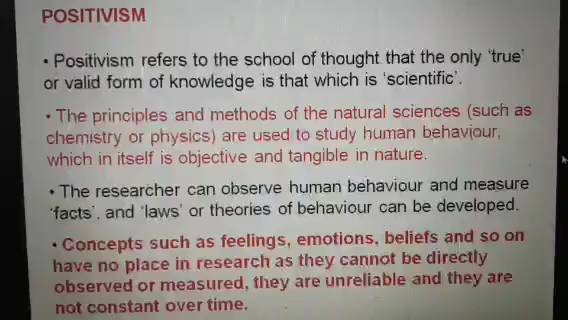 POSITIVISM
• Positivism refers to the school of thought that the only 'true'
or valid form of knowledge is that which is 'scientific'.
• The principles and methods of the natural sciences (such as
chemistry or physics) are used to study human behaviour,
which in itself is objective and tangible in nature.
• The researcher can observe human behaviour and measure
'facts', and 'laws' or theories of behaviour can be developed.
• Concepts such as feelings, emotions, beliefs and so on
have no place in research as they cannot be directly
observed or measured, they are unreliable and they are
not constant over time.